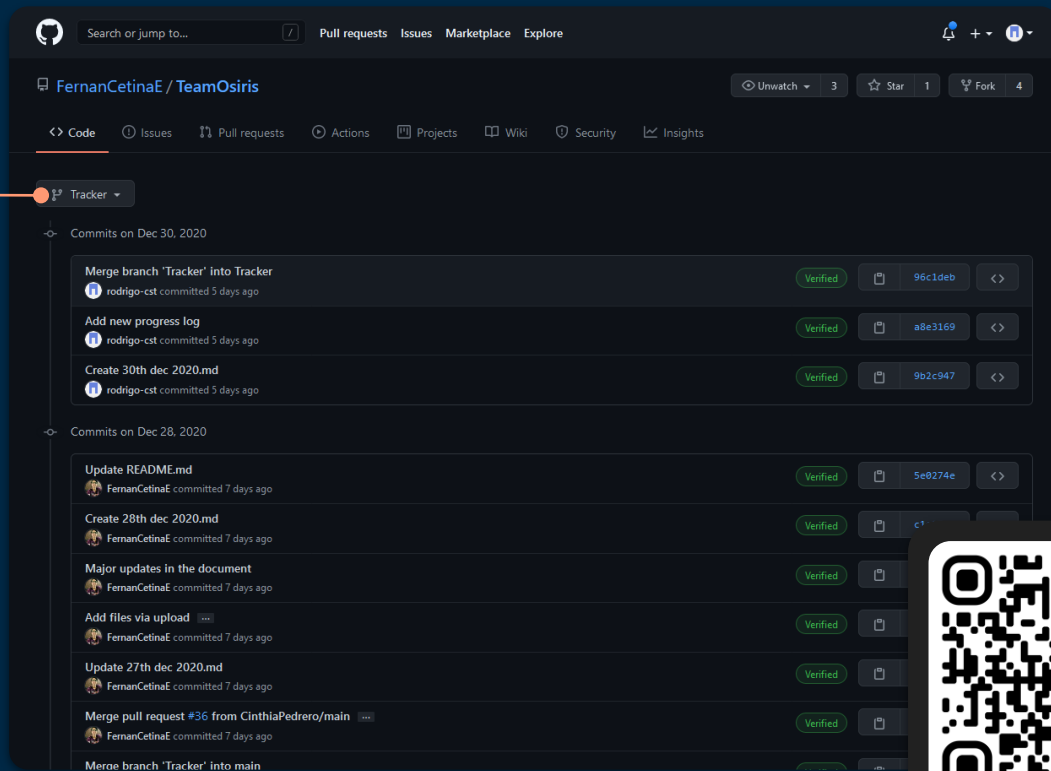 Search or jump to... /
Pull requests Issues Marketplace Explore
FernanCetinaE / TeamOsiris
Unwatch 3 Star 1 Fork 4
Code Issues Pull requests Actions Projects Wiki Security Insights
Tracker
Commits on Dec 30, 2020
Merge branch 'Tracker' into Tracker
rodrigo-cst committed 5 days ago
Verified 96c1deb
Add new progress log
rodrigo-cst committed 5 days ago
Verified a8e3169
Create 30th dec 2020.md
rodrigo-cst committed 5 days ago
Verified 9b2c947
Commits on Dec 28, 2020
Update README.md
FernanCetinaE committed 7 days ago
Verified 5e0274e
Create 28th dec 2020.md
FernanCetinaE committed 7 days ago
Verified
Major updates in the document
FernanCetinaE committed 7 days ago
Verified
Add files via upload ...
FernanCetinaE committed 7 days ago
Verified
Update 27th dec 2020.md
FernanCetinaE committed 7 days ago
Verified
Merge pull request #36 from CinthiaPedrero/main ...
FernanCetinaE committed 7 days ago
Verified
Merge branch 'Tracker' into main